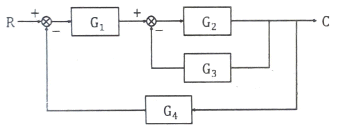 + +
R − G₁ − G₂ C
G₃
G₄